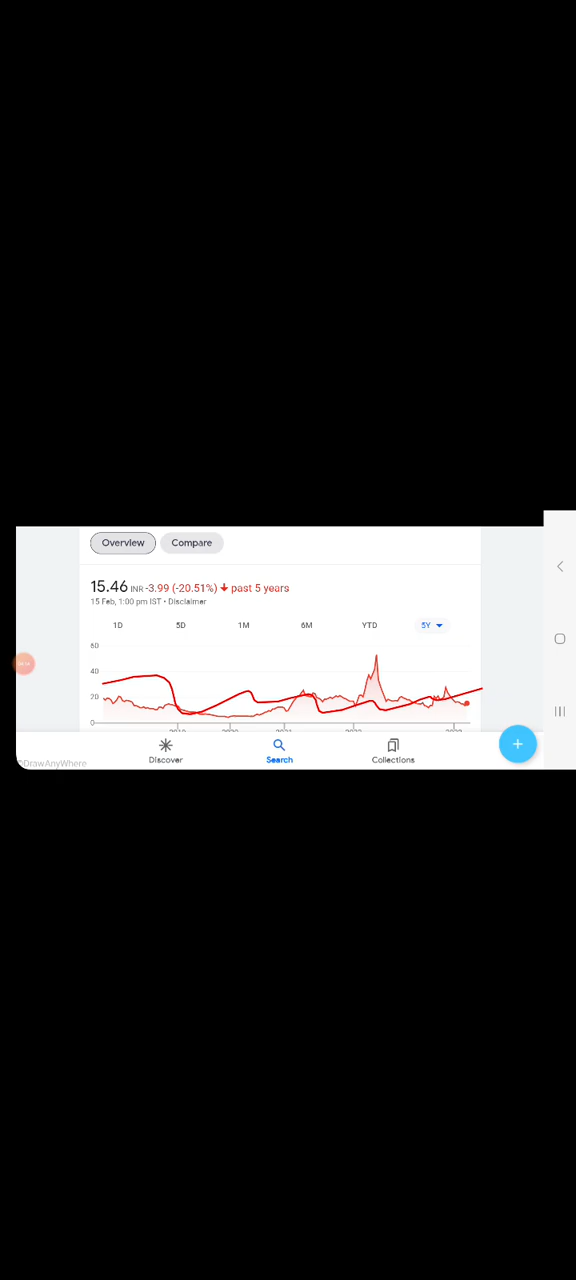 Overview Compare
15.46 INR -3.99 (-20.51%) ↓ past 5 years
15 Feb, 1:00 pm IST • Disclaimer
1D 5D 1M 6M YTD 5Y
60
40
20
0
Discover Search Collections
©DrawAnyWhere